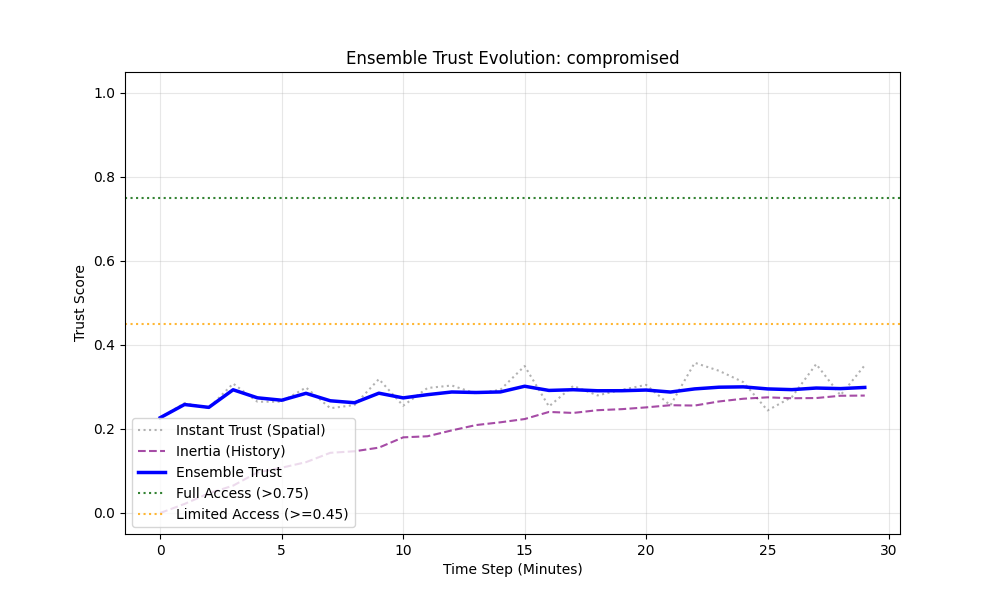 Ensemble Trust Evolution: compromised
Trust Score
1.0
0.8
0.6
0.4
0.2
0.0
Instant Trust (Spatial)
Inertia (History)
Ensemble Trust
Full Access (>0.75)
Limited Access (>=0.45)
0 5 10 15 20 25 30
Time Step (Minutes)